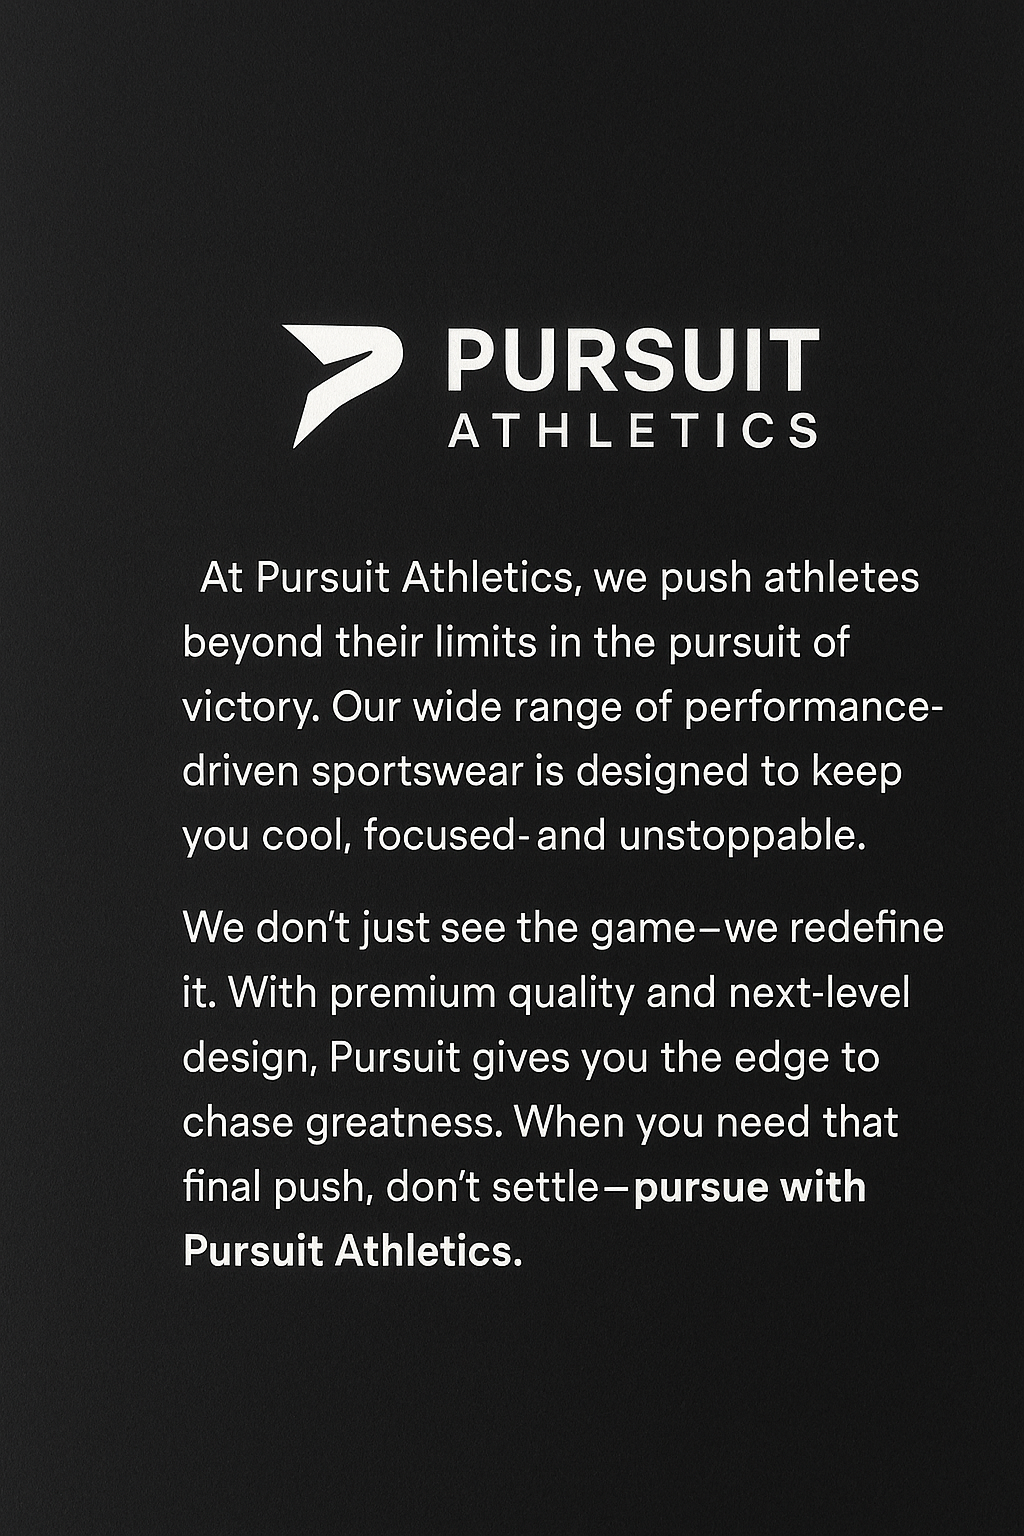 PURSUIT
ATHLETICS
At Pursuit Athletics, we push athletes
beyond their limits in the pursuit of
victory. Our wide range of performance-
driven sportswear is designed to keep
you cool, focused- and unstoppable.
We don’t just see the game–we redefine
it. With premium quality and next-level
design, Pursuit gives you the edge to
chase greatness. When you need that
final push, don’t settle–pursue with
Pursuit Athletics.